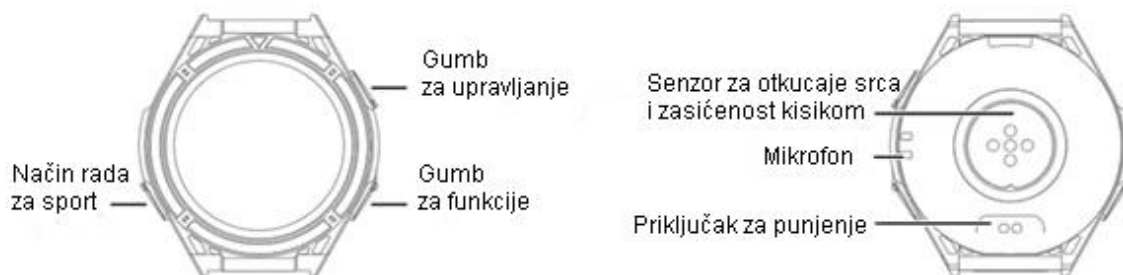 Gumb
za upravljanje
Način rada
za sport
Gumb
za funkcije
Senzor za otkucaje srca
i zasićenost kisikom
Mikrofon
Priključak za punjenje